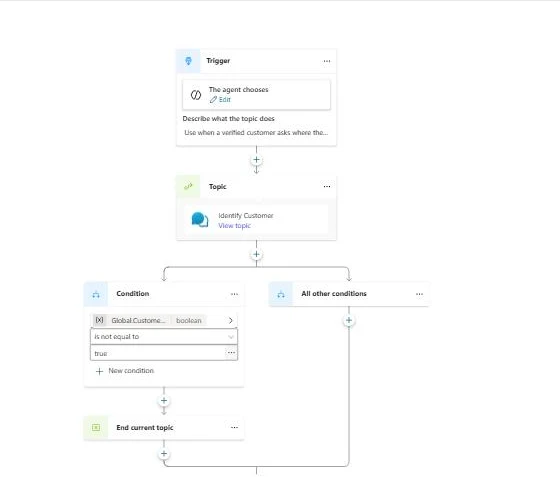 Trigger
The agent chooses
Edit
Describe what the topic does
Use when a verified customer asks where the...
Topic
Identify Customer
View topic
Condition
All other conditions
{x} Global.Custome... boolean
is not equal to
true
New condition
End current topic